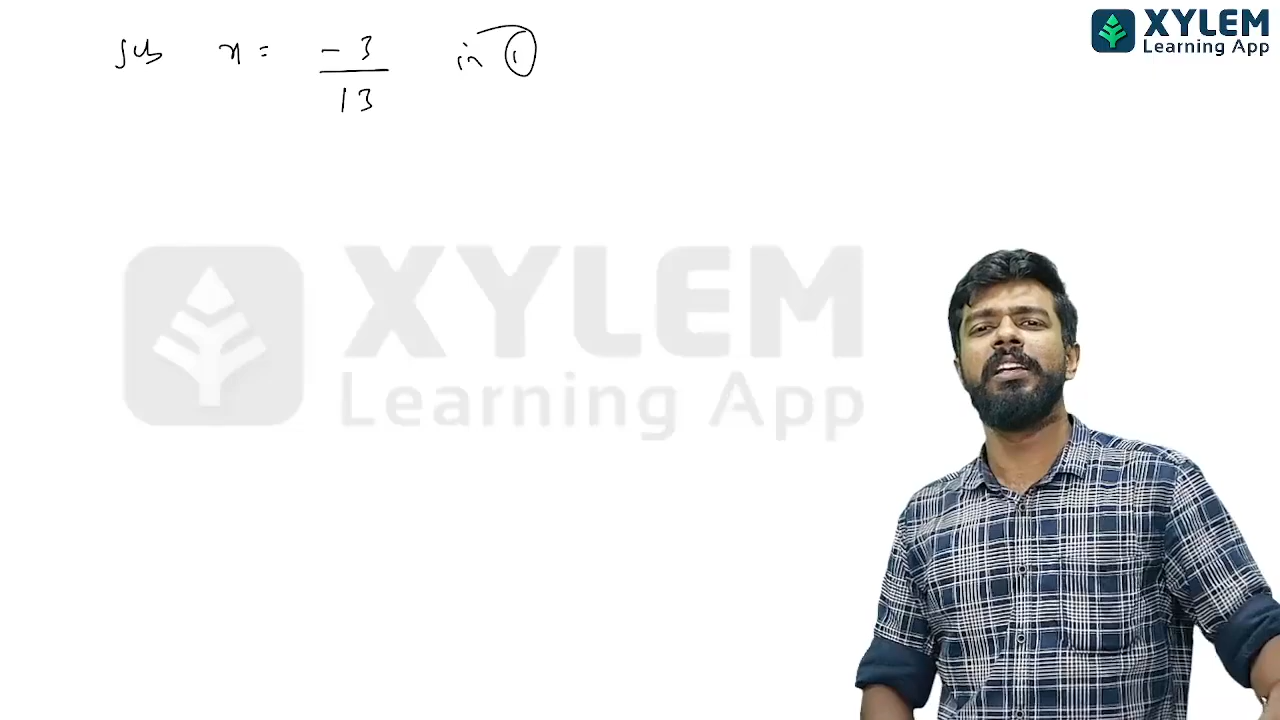 sub x = -3/13 in ①
XYLEM
Learning App
XYLEM
Learning App